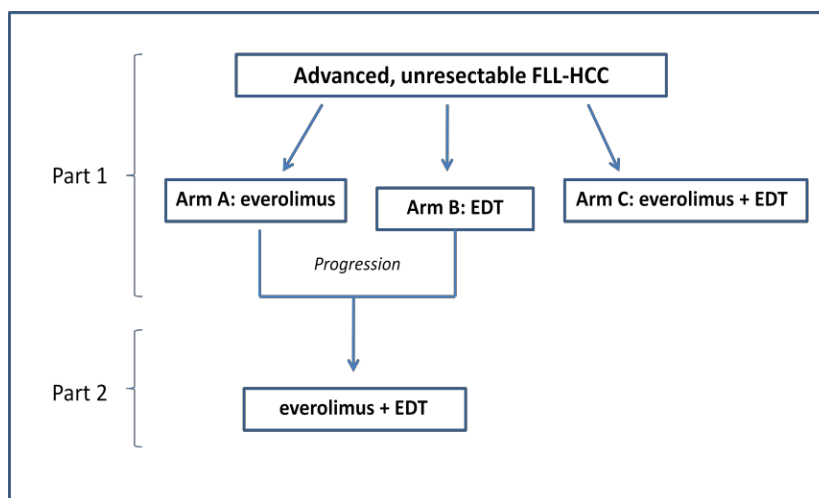 Advanced, unresectable FLL-HCC
Part 1
Arm A: everolimus
Arm B: EDT
Arm C: everolimus + EDT
Progression
Part 2
everolimus + EDT